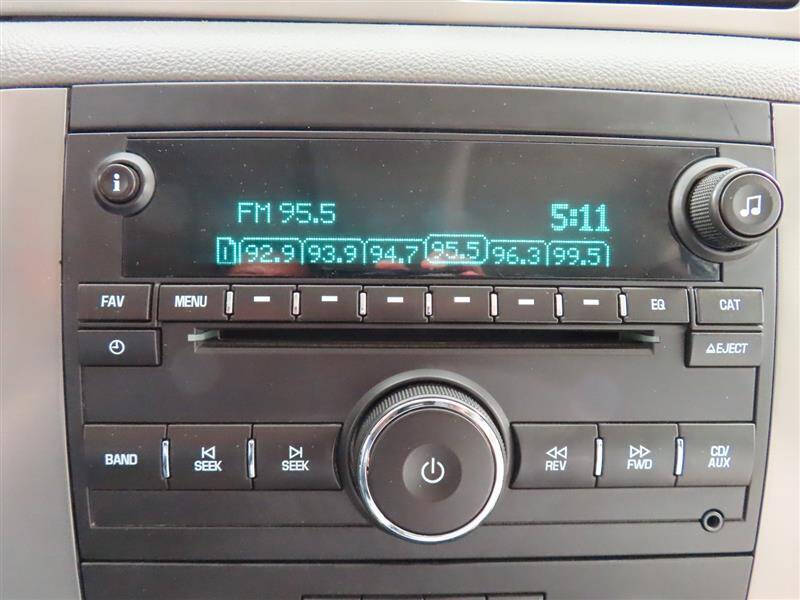 i
FM 95.5 5:11
1 92.9 93.9 94.7 95.5 96.3 99.5
FAV MENU EQ CAT
EJECT
BAND SEEK SEEK REV FWD CD/
AUX